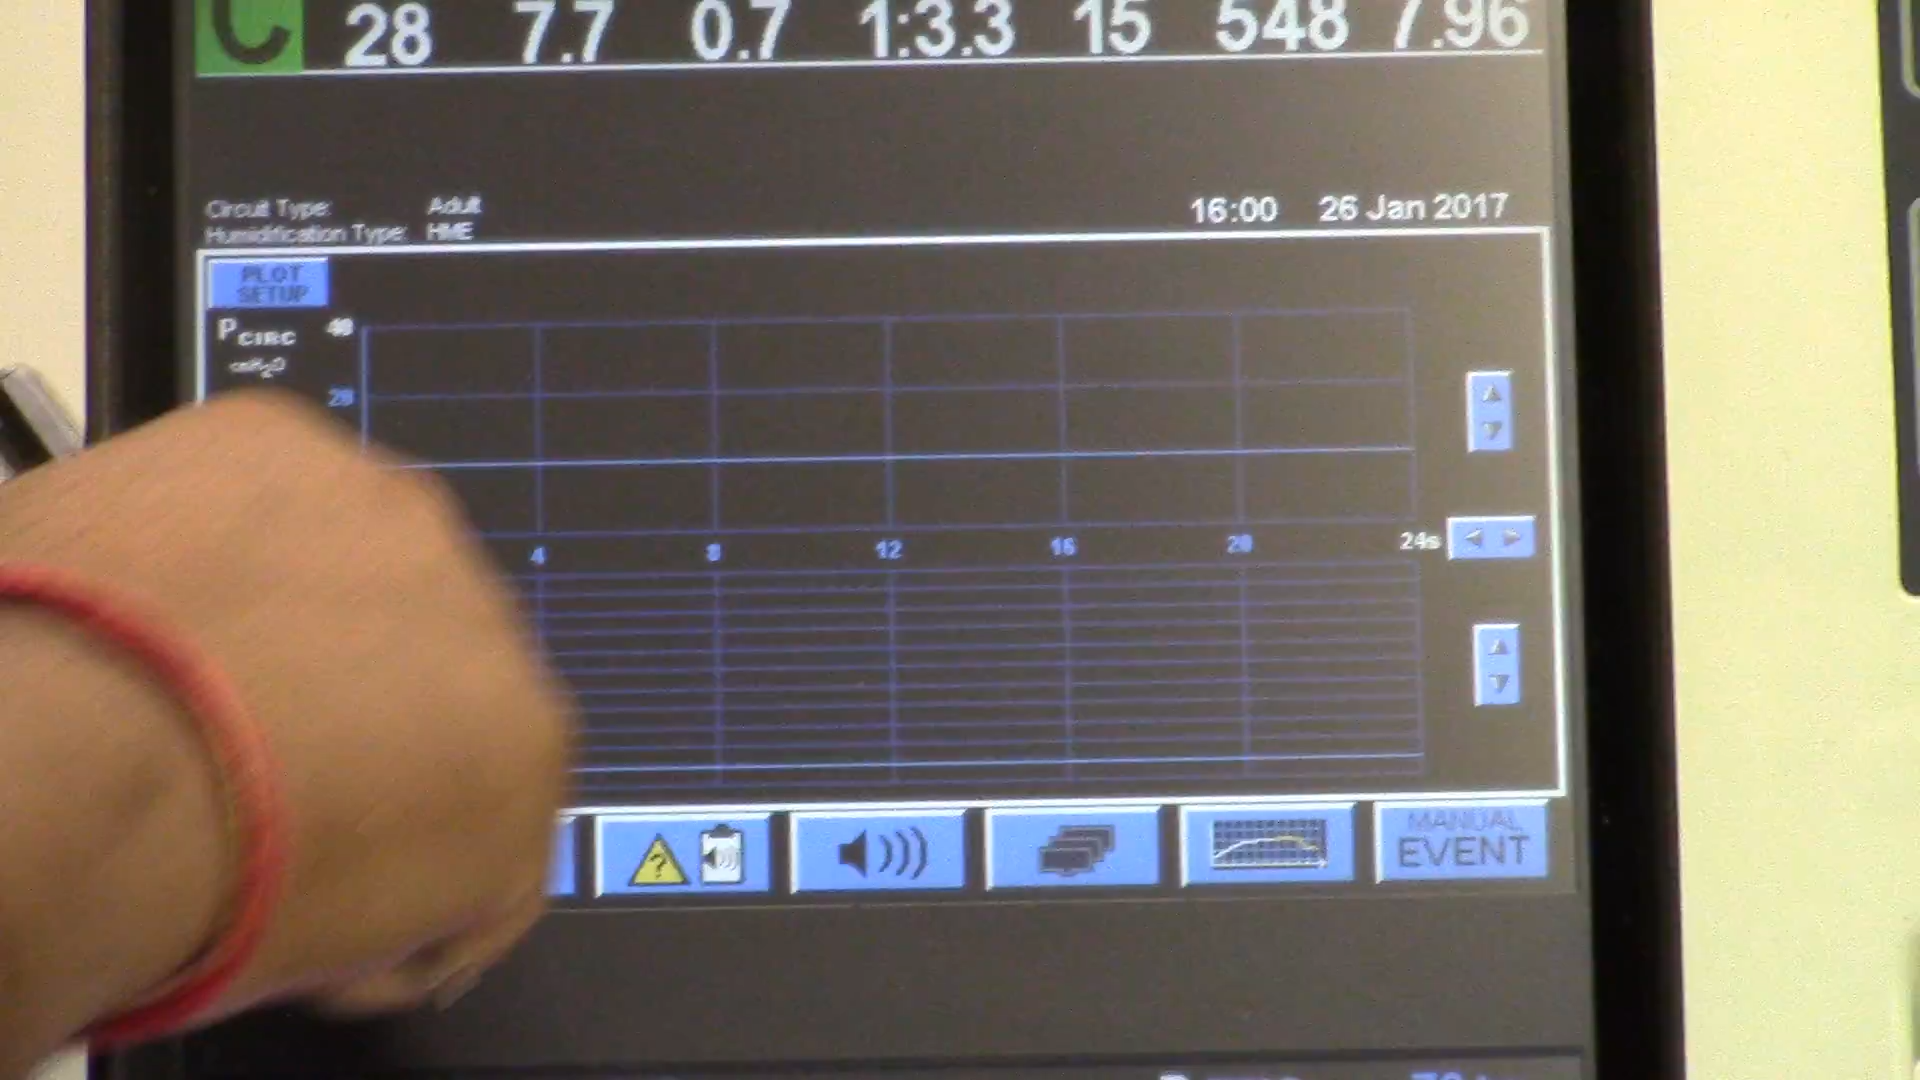 C 28 7.7 0.7 1:3.3 15 548 7.96
Circuit Type: Adult 16:00 26 Jan 2017
Humidification Type: HME
PLOT
SETUP
PCIRC 40
cmH2O
20
4 8 12 16 20 24s
?
MANUAL
EVENT